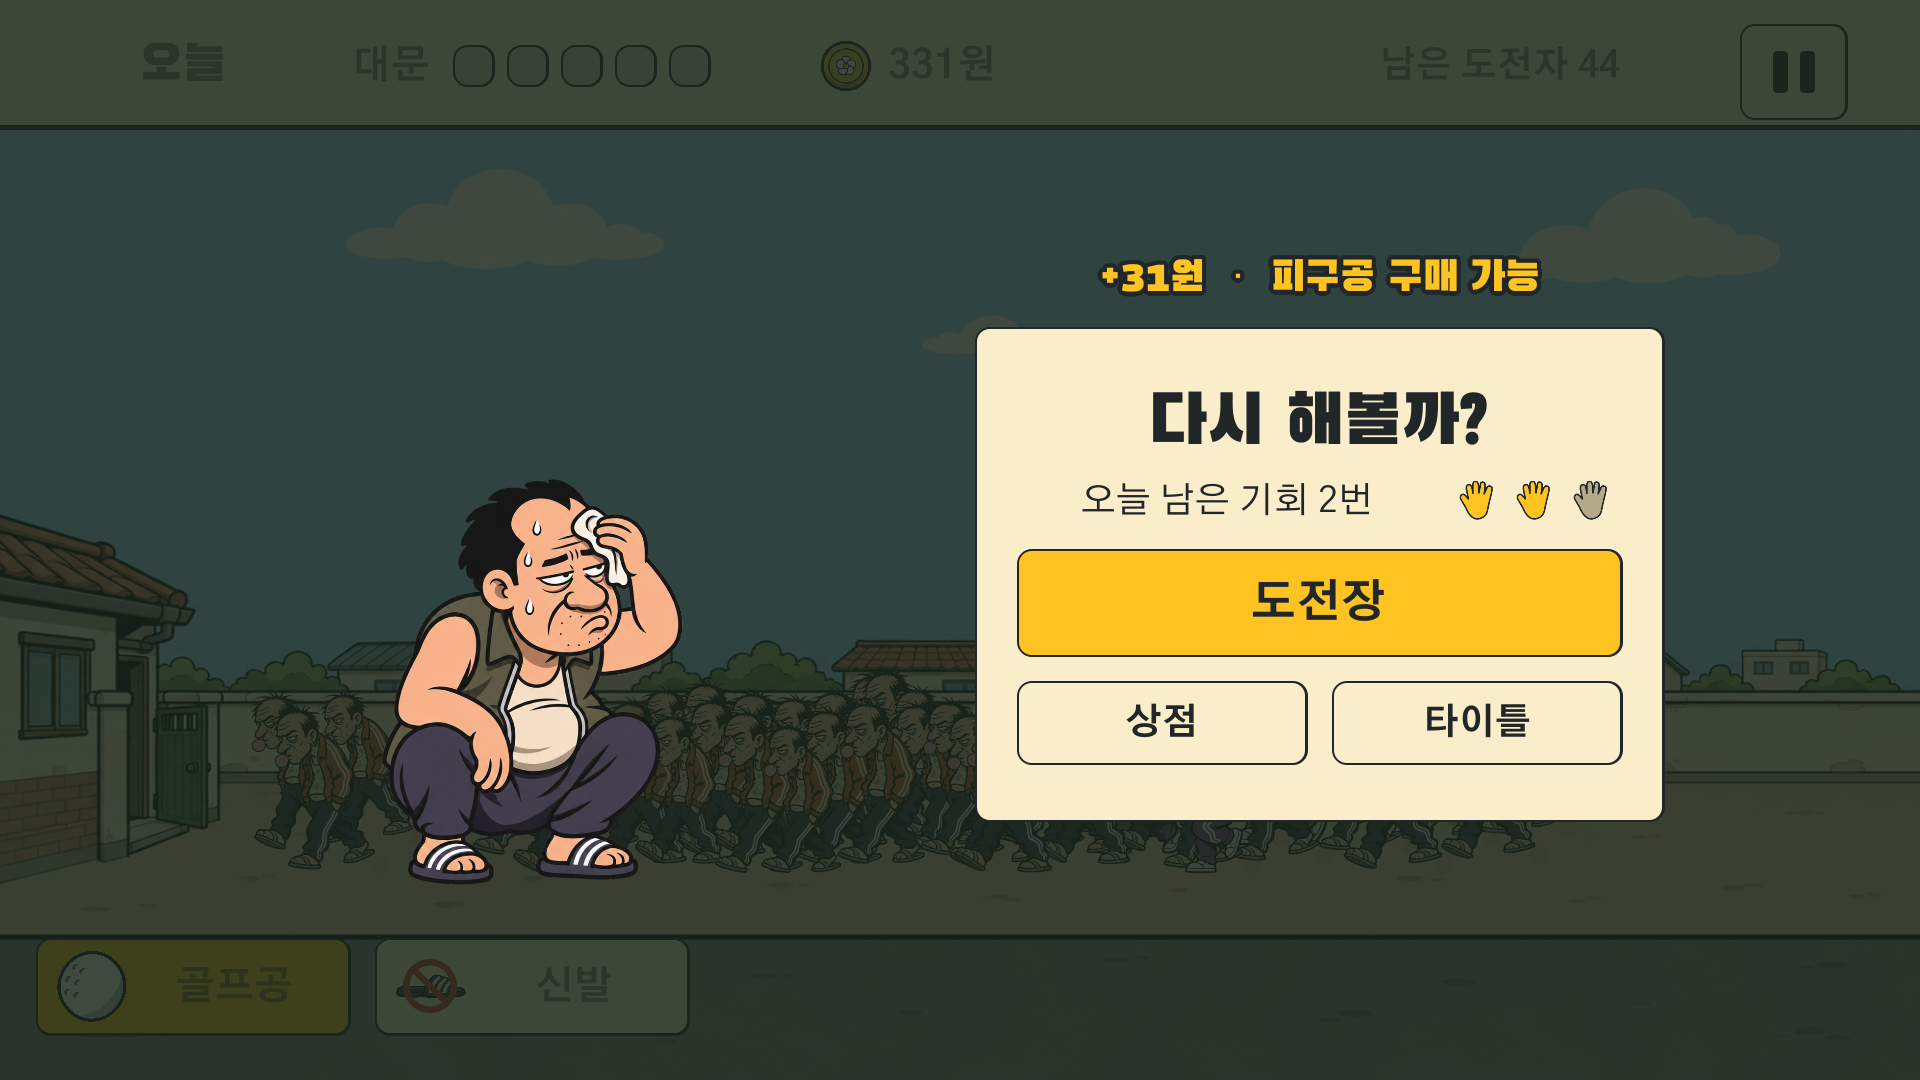 오늘
대문
331원
남은 도전자 44
+31원 · 피구공 구매 가능
다시 해볼까?
오늘 남은 기회 2번
도전장
상점
타이틀
골프공
신발